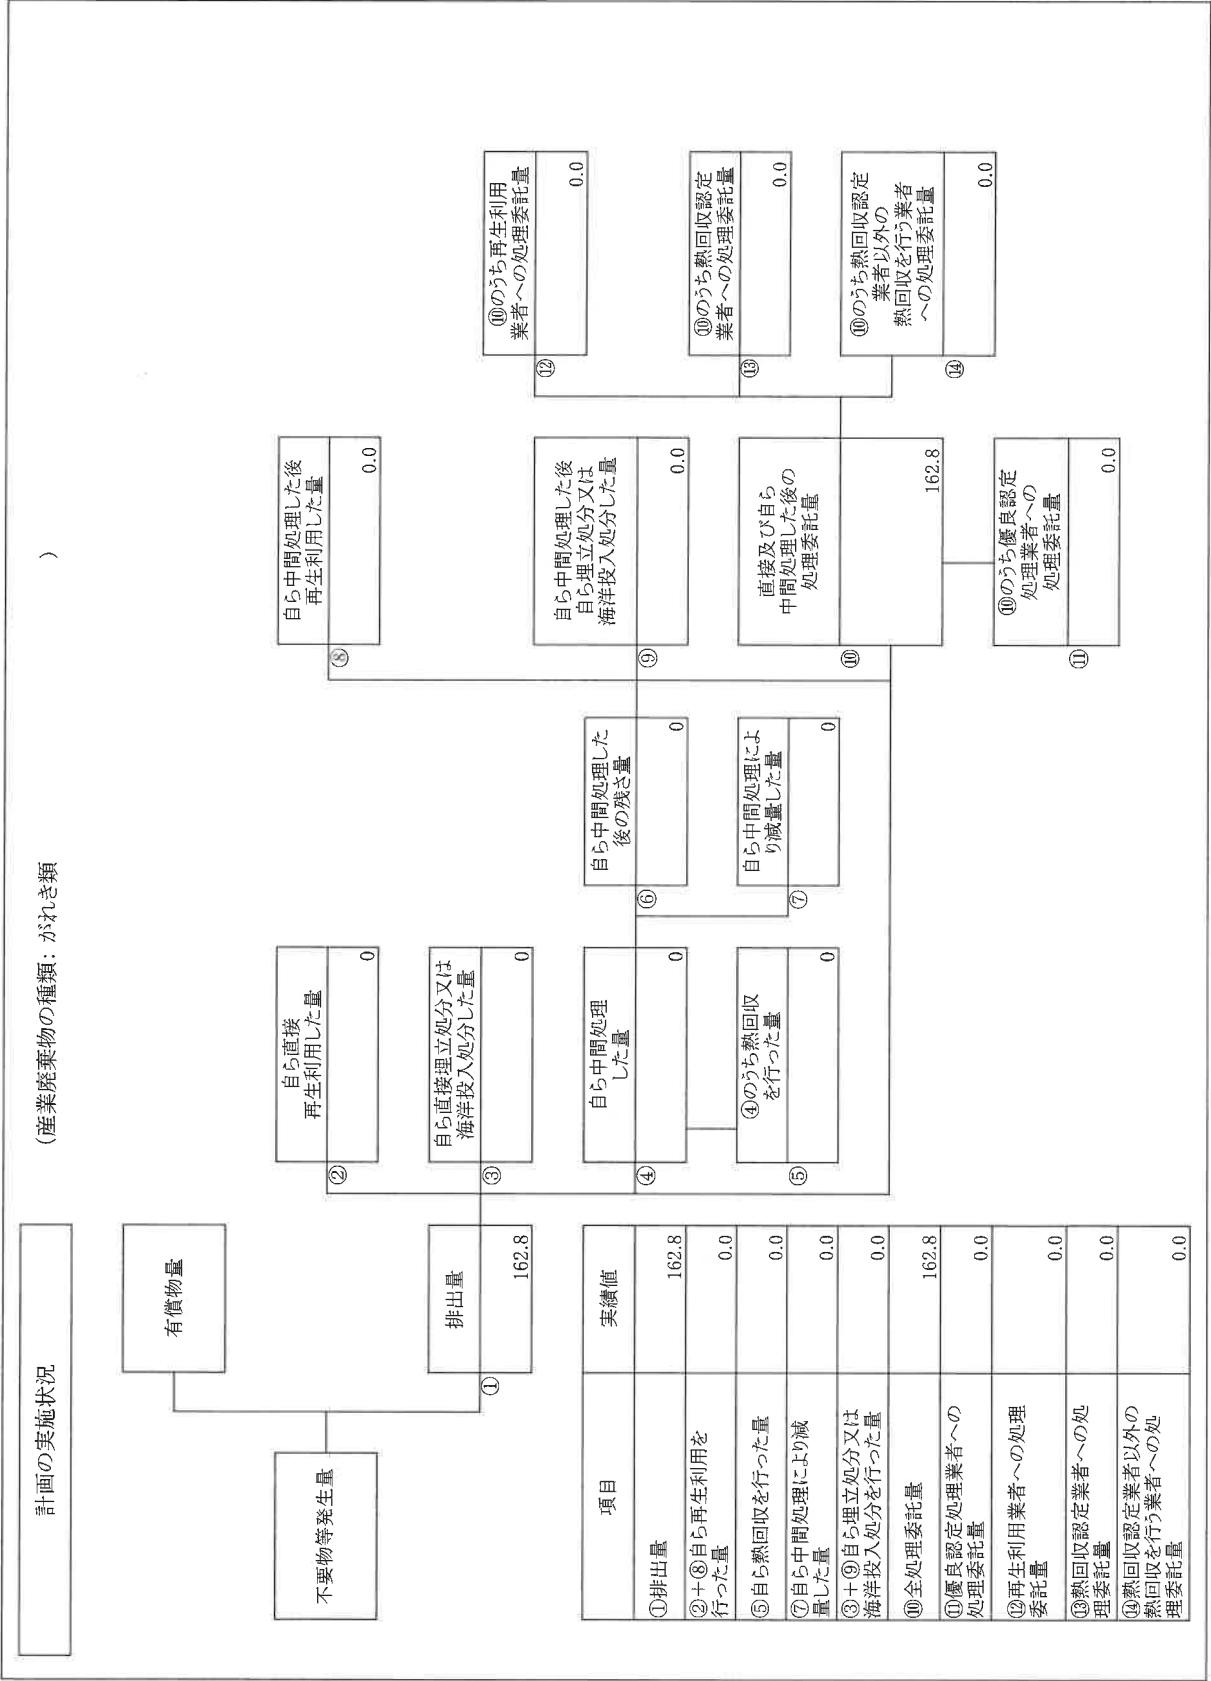 計画の実施状況
(産業廃棄物の種類: がれき類 )
不要物等発生量
有償物量
①
排出量
162.8
②
自ら直接
再生利用した量
0
③
自ら直接埋立処分又は
海洋投入処分した量
0
④
自ら中間処理
した量
0
⑤
④のうち熱回収
を行った量
0
⑥
自ら中間処理した
後の残さ量
0
⑦
自ら中間処理によ
り減量した量
0
⑧
自ら中間処理した後
再生利用した量
0.0
⑨
自ら中間処理した後
自ら埋立処分又は
海洋投入処分した量
0.0
⑩
直接及び自ら
中間処理した後の
処理委託量
162.8
⑪
⑩のうち優良認定
処理業者への
処理委託量
0.0
⑫
⑩のうち再生利用
業者への処理委託量
0.0
⑬
⑩のうち熱回収認定
業者への処理委託量
0.0
⑭
⑩のうち熱回収認定
業者以外の
熱回収を行う業者
への処理委託量
0.0
項目 実績値
①排出量 162.8
②+⑧自ら再生利用を
行った量 0.0
⑤自ら熱回収を行った量 0.0
⑦自ら中間処理により減
量した量 0.0
③+⑨自ら埋立処分又は
海洋投入処分を行った量 0.0
⑩全処理委託量 162.8
⑪優良認定処理業者への
処理委託量 0.0
⑫再生利用業者への処理
委託量 0.0
⑬熱回収認定業者への処
理委託量 0.0
⑭熱回収認定業者以外の
熱回収を行う業者への処
理委託量 0.0